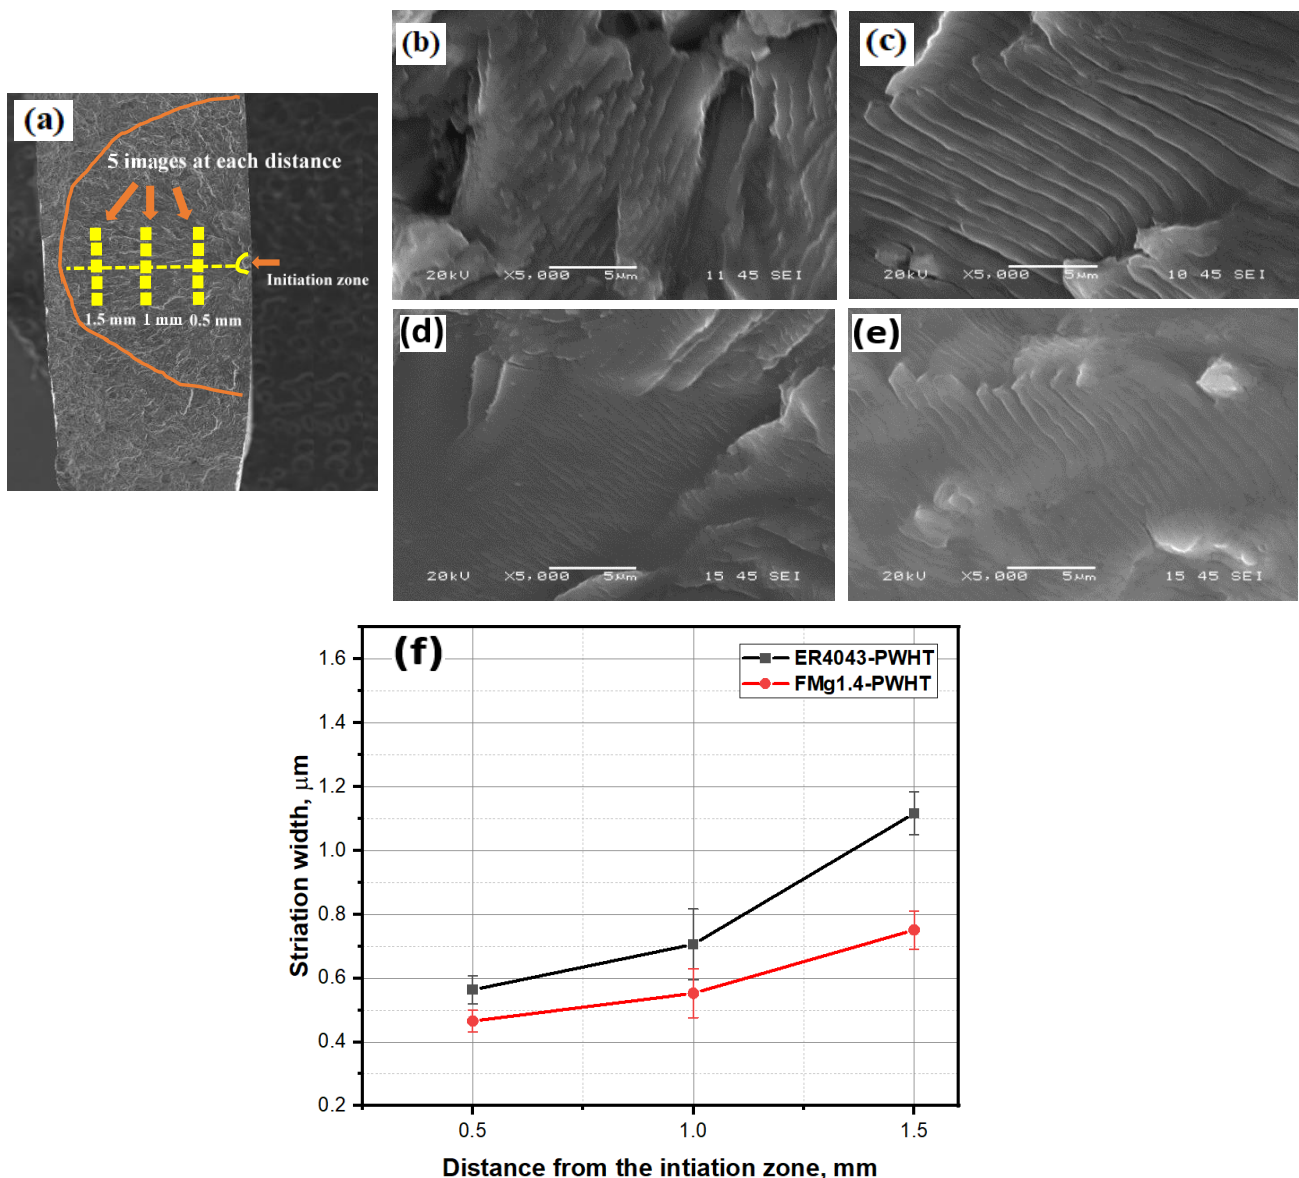 (a)
5 images at each distance
Initiation zone
1.5 mm 1 mm 0.5 mm
(b)
20kV X5,000 5µm 11 45 SEI
(c)
20kV X5,000 5µm 10 45 SEI
(d)
20kV X5,000 5µm 15 45 SEI
(e)
20kV X5,000 5µm 15 45 SEI
(f)
ER4043-PWHT
FMg1.4-PWHT
Striation width, μm
1.6
1.4
1.2
1.0
0.8
0.6
0.4
0.2
0.5 1.0 1.5
Distance from the intiation zone, mm